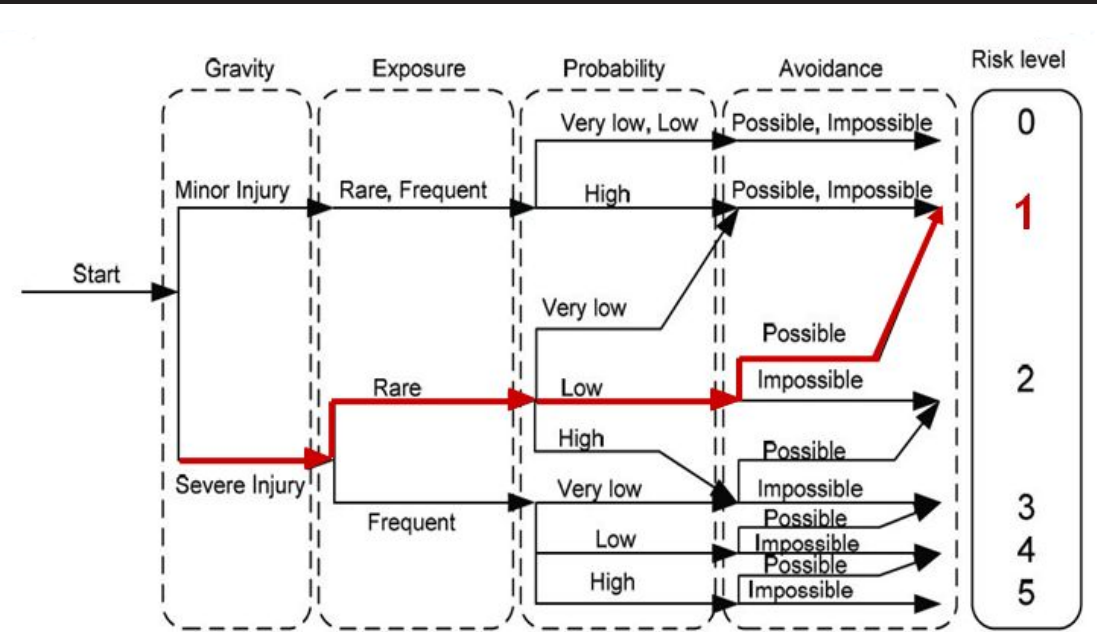 Gravity Exposure Probability Avoidance Risk level
Very low, Low Possible, Impossible 0
Minor Injury Rare, Frequent High Possible, Impossible 1
Start
Very low
Possible
Rare Low Impossible 2
High Possible
Severe Injury Very low Impossible 3
Frequent Possible
Low Impossible 4
Possible
High Impossible 5